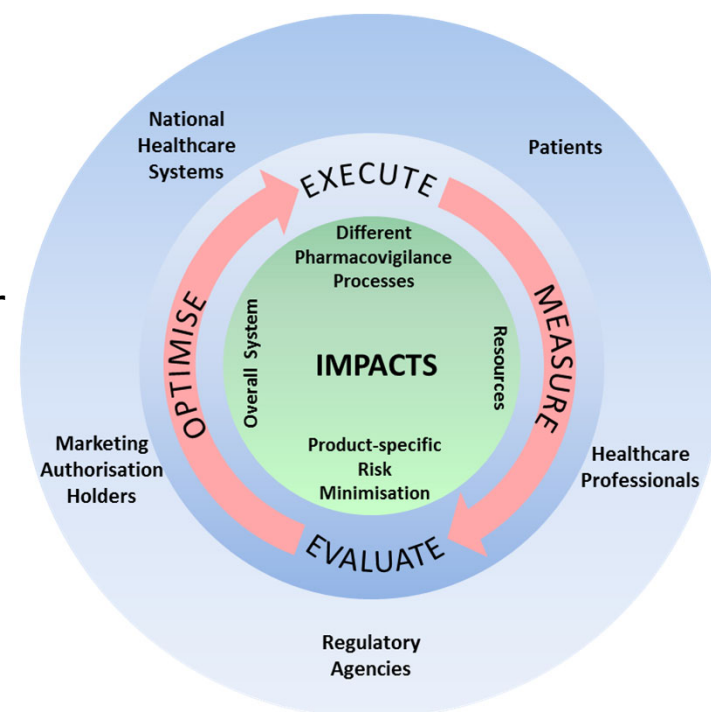 National
Healthcare
Systems
Patients
EXECUTE
Different
Pharmacovigilance
Processes
OPTIMISE
Overall System
IMPACTS
Resources
MEASURE
Marketing
Authorisation
Holders
Product-specific
Risk
Minimisation
Healthcare
Professionals
EVALUATE
Regulatory
Agencies